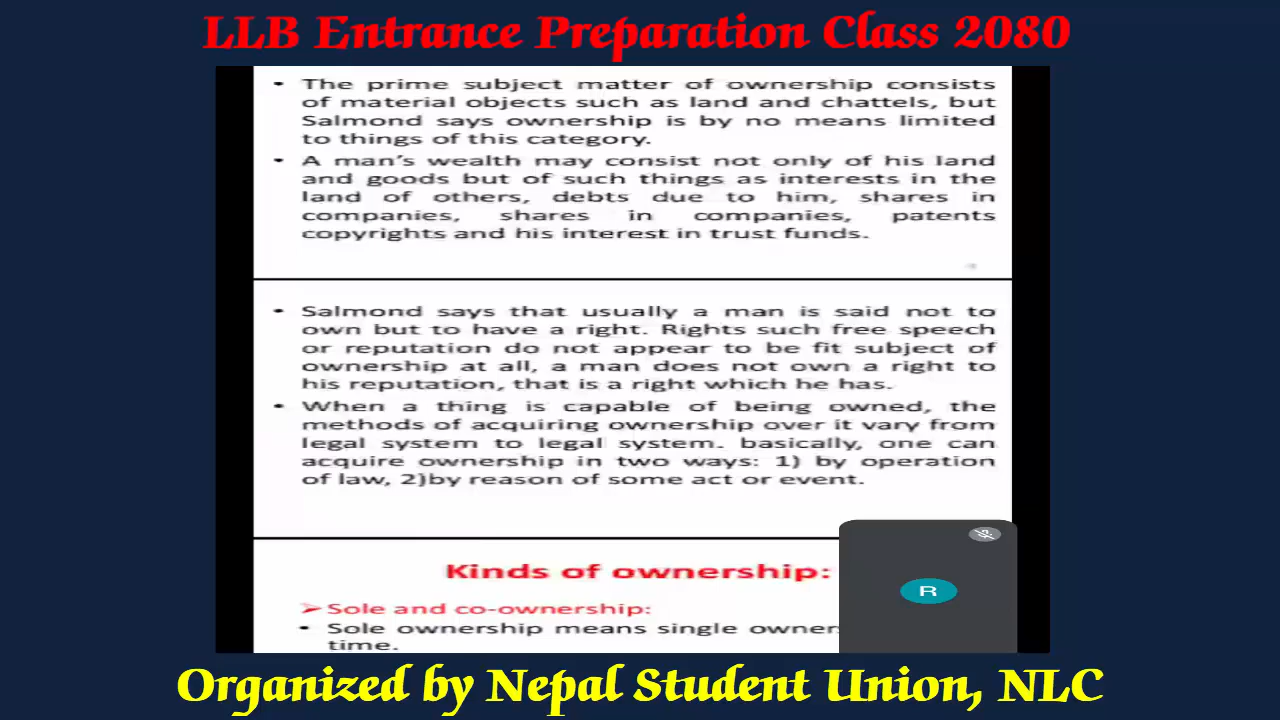 LLB Entrance Preparation Class 2080
• The prime subject matter of ownership consists
of material objects such as land and chattels, but
Salmond says ownership is by no means limited
to things of this category.
• A man's wealth may consist not only of his land
and goods but of such things as interests in the
land of others, debts due to him, shares in
companies, shares in companies, patents
copyrights and his interest in trust funds.
• Salmond says that usually a man is said not to
own but to have a right. Rights such free speech
or reputation do not appear to be fit subject of
ownership at all, a man does not own a right to
his reputation, that is a right which he has.
• When a thing is capable of being owned, the
methods of acquiring ownership over it vary from
legal system to legal system. basically, one can
acquire ownership in two ways: 1) by operation
of law, 2)by reason of some act or event.
Kinds of ownership:
➢ Sole and co-ownership:
• Sole ownership means single owner
time.
R
Organized by Nepal Student Union, NLC